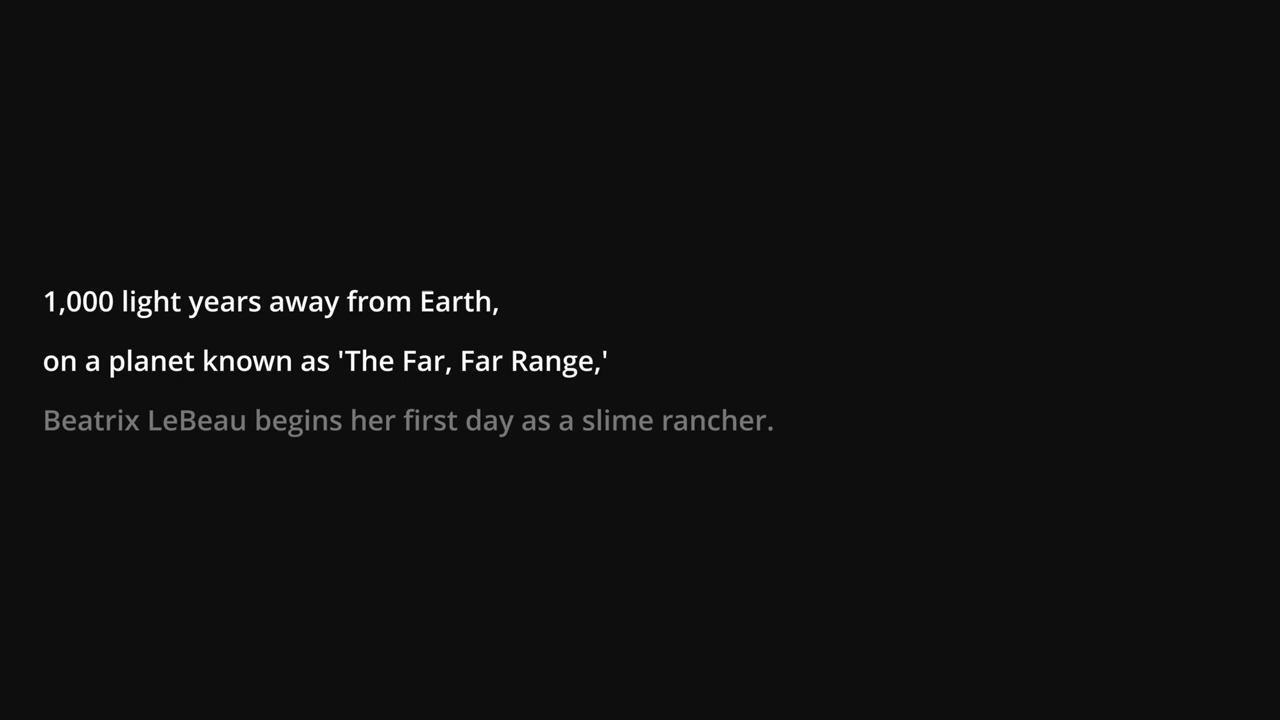 1,000 light years away from Earth,
on a planet known as 'The Far, Far Range,'
Beatrix LeBeau begins her first day as a slime rancher.